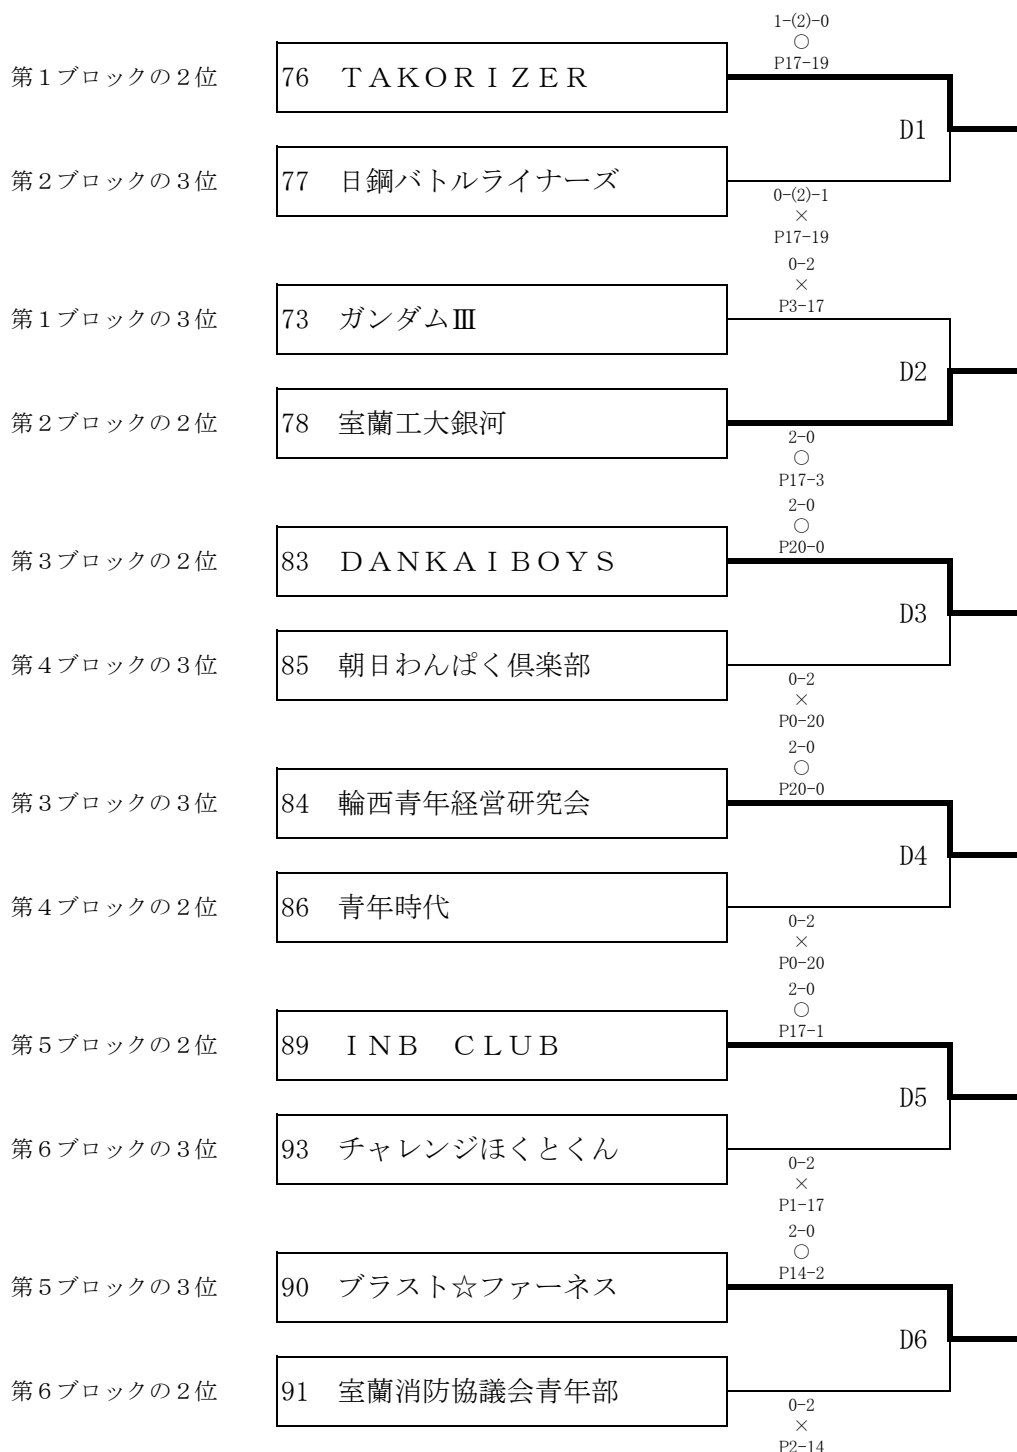 1-(2)-0
○
P17-19
第１ブロックの２位 76 ＴＡＫＯＲＩＺＥＲ
D1
第２ブロックの３位 77 日鋼バトルライナーズ
0-(2)-1
×
P17-19
0-2
×
P3-17
第１ブロックの３位 73 ガンダムⅢ
D2
第２ブロックの２位 78 室蘭工大銀河
2-0
○
P17-3
2-0
○
P20-0
第３ブロックの２位 83 ＤＡＮＫＡＩＢＯＹＳ
D3
第４ブロックの３位 85 朝日わんぱく倶楽部
0-2
×
P0-20
2-0
○
P20-0
第３ブロックの３位 84 輪西青年経営研究会
D4
第４ブロックの２位 86 青年時代
0-2
×
P0-20
2-0
○
P17-1
第５ブロックの２位 89 ＩＮＢ　ＣＬＵＢ
D5
第６ブロックの３位 93 チャレンジほくとくん
0-2
×
P1-17
2-0
○
P14-2
第５ブロックの３位 90 ブラスト☆ファーネス
D6
第６ブロックの２位 91 室蘭消防協議会青年部
0-2
×
P2-14